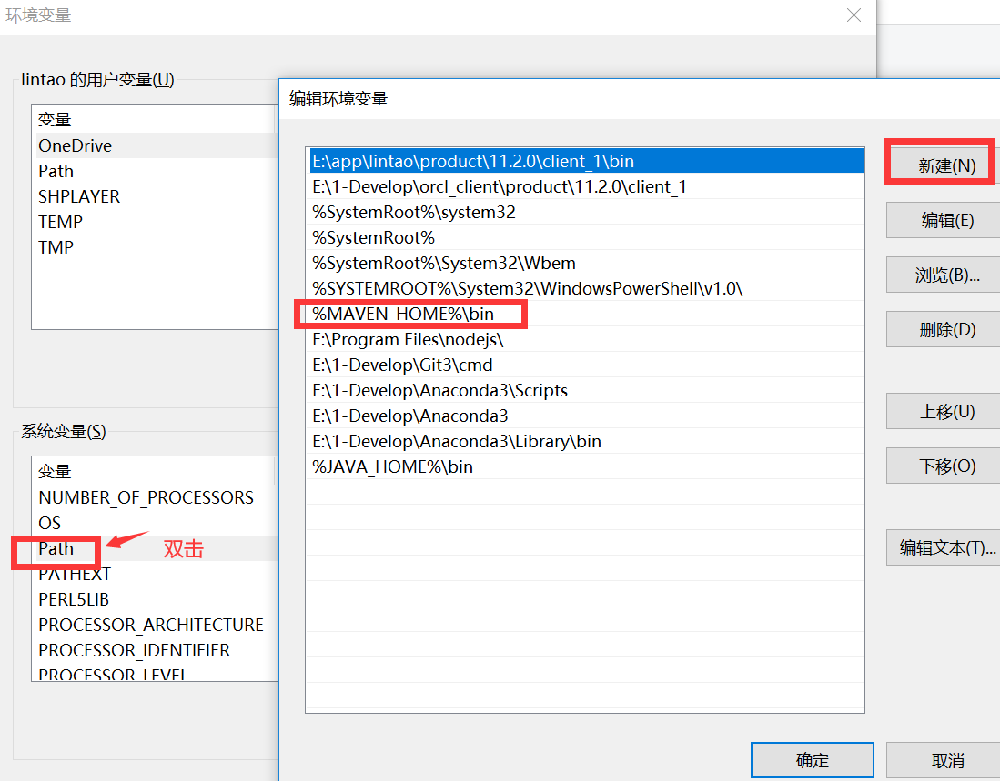 环境变量
lintao 的用户变量(U)
变量
OneDrive
Path
SHPLAYER
TEMP
TMP
系统变量(S)
变量
NUMBER_OF_PROCESSORS
OS
Path
双击
PATHEXT
PERL5LIB
PROCESSOR_ARCHITECTURE
PROCESSOR_IDENTIFIER
PROCESSOR_LEVEL
编辑环境变量
E:\app\lintao\product\11.2.0\client_1\bin
E:\1-Develop\orcl_client\product\11.2.0\client_1
%SystemRoot%\system32
%SystemRoot%
%SystemRoot%\System32\Wbem
%SYSTEMROOT%\System32\WindowsPowerShell\v1.0\
%MAVEN_HOME%\bin
E:\Program Files\nodejs\
E:\1-Develop\Git3\cmd
E:\1-Develop\Anaconda3\Scripts
E:\1-Develop\Anaconda3
E:\1-Develop\Anaconda3\Library\bin
%JAVA_HOME%\bin
新建(N)
编辑(E)
浏览(B)...
删除(D)
上移(U)
下移(O)
编辑文本(T)...
确定
取消